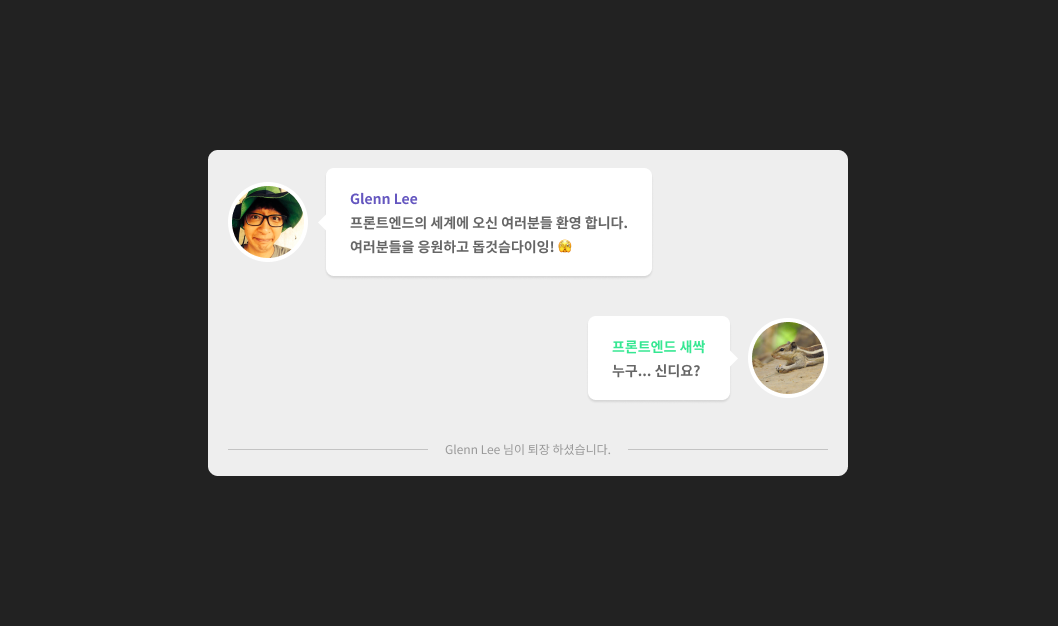 Glenn Lee
프론트엔드의 세계에 오신 여러분들 환영 합니다.
여러분들을 응원하고 돕것슴다이잉! 🫣
프론트엔드 새싹
누구... 신디요?
Glenn Lee 님이 퇴장 하셨습니다.